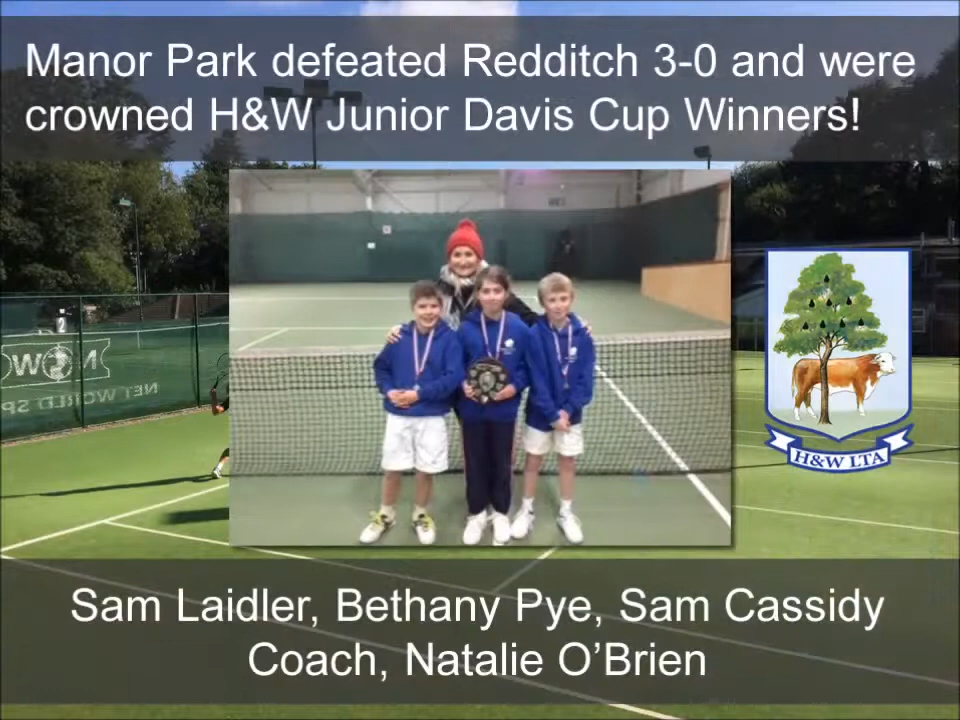 Manor Park defeated Redditch 3-0 and were
crowned H&W Junior Davis Cup Winners!
H&W LTA
Sam Laidler, Bethany Pye, Sam Cassidy
Coach, Natalie O’Brien